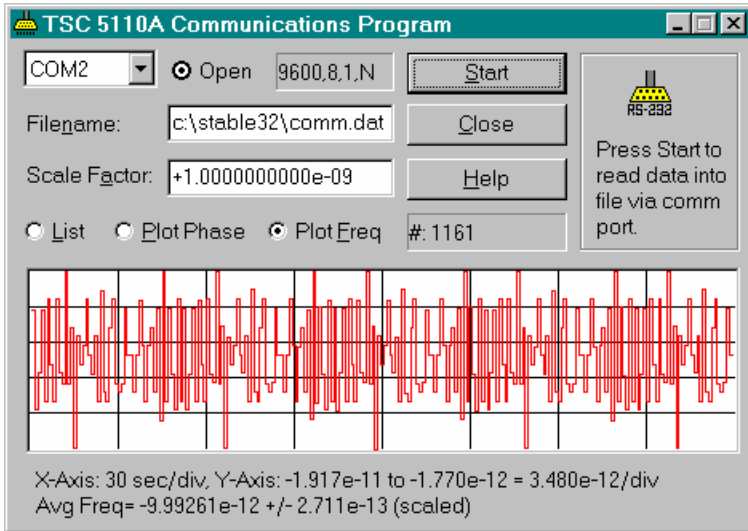 TSC 5110A Communications Program
COM2 Open 9600,8,1,N Start
Filename: c:\stable32\comm.dat Close
Scale Factor: +1.0000000000e-09 Help
List Plot Phase Plot Freq #: 1161
RS-232
Press Start to
read data into
file via comm
port.
X-Axis: 30 sec/div, Y-Axis: -1.917e-11 to -1.770e-12 = 3.480e-12/div
Avg Freq= -9.99261e-12 +/- 2.711e-13 (scaled)